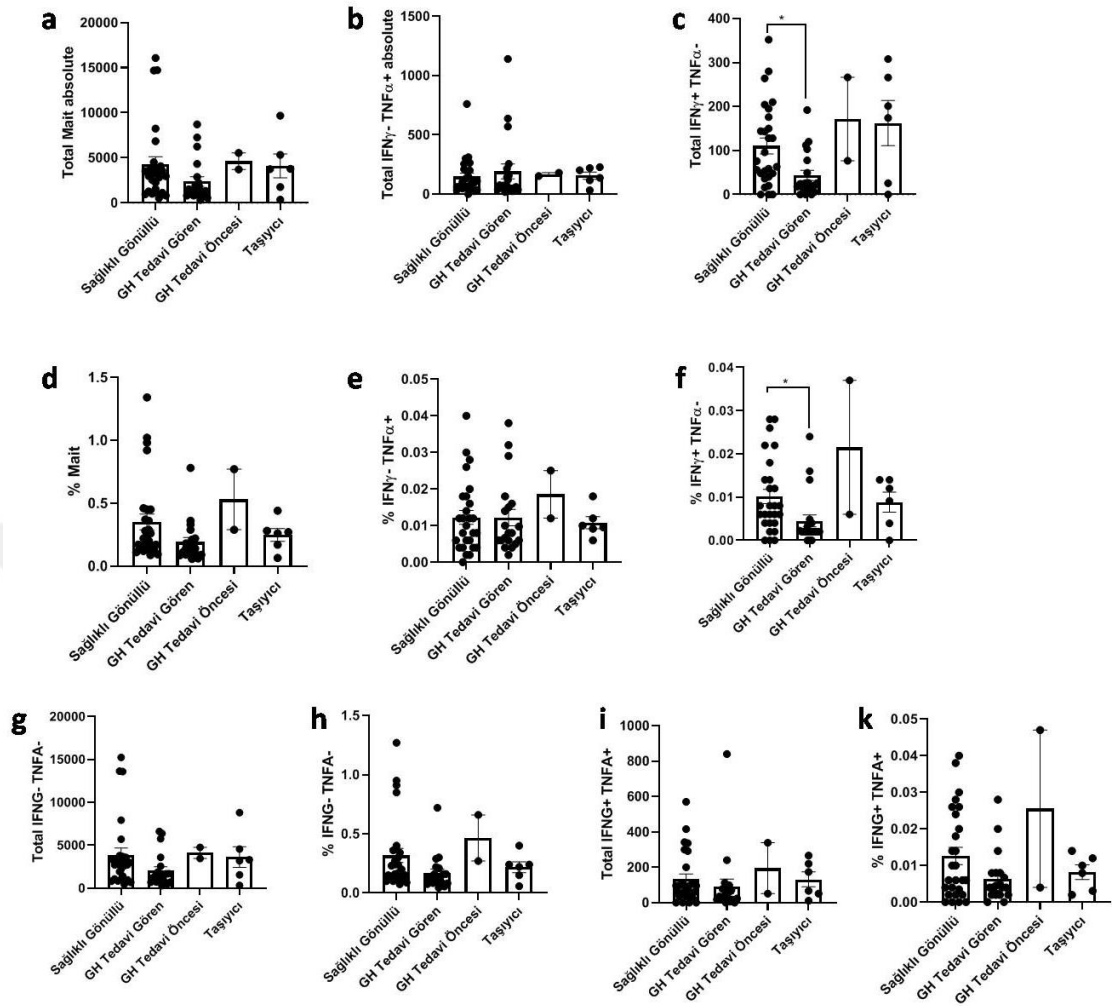 a
Total Mait absolute
20000
15000
10000
5000
0
Sağlıklı Gönüllü
GH Tedavi Gören
GH Tedavi Öncesi
Taşıyıcı
b
Total IFNγ- TNFα+ absolute
1500
1000
500
0
Sağlıklı Gönüllü
GH Tedavi Gören
GH Tedavi Öncesi
Taşıyıcı
c
Total IFNγ+ TNFα-
400
300
200
100
0
*
Sağlıklı Gönüllü
GH Tedavi Gören
GH Tedavi Öncesi
Taşıyıcı
d
% Mait
1.5
1.0
0.5
0.0
Sağlıklı Gönüllü
GH Tedavi Gören
GH Tedavi Öncesi
Taşıyıcı
e
% IFNγ- TNFα+
0.05
0.04
0.03
0.02
0.01
0.00
Sağlıklı Gönüllü
GH Tedavi Gören
GH Tedavi Öncesi
Taşıyıcı
f
% IFNγ+ TNFα-
0.04
0.03
0.02
0.01
0.00
*
Sağlıklı Gönüllü
GH Tedavi Gören
GH Tedavi Öncesi
Taşıyıcı
g
Total IFNG- TNFA-
20000
15000
10000
5000
0
Sağlıklı Gönüllü
GH Tedavi Gören
GH Tedavi Öncesi
Taşıyıcı
h
% IFNG- TNFA-
1.5
1.0
0.5
0.0
Sağlıklı Gönüllü
GH Tedavi Gören
GH Tedavi Öncesi
Taşıyıcı
i
Total IFNG+ TNFA+
1000
800
600
400
200
0
Sağlıklı Gönüllü
GH Tedavi Gören
GH Tedavi Öncesi
Taşıyıcı
k
% IFNG+ TNFA+
0.05
0.04
0.03
0.02
0.01
0.00
Sağlıklı Gönüllü
GH Tedavi Gören
GH Tedavi Öncesi
Taşıyıcı